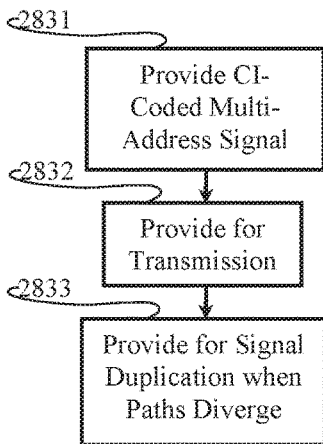 2831
Provide CI-
Coded Multi-
Address Signal
2832
Provide for
Transmission
2833
Provide for Signal
Duplication when
Paths Diverge